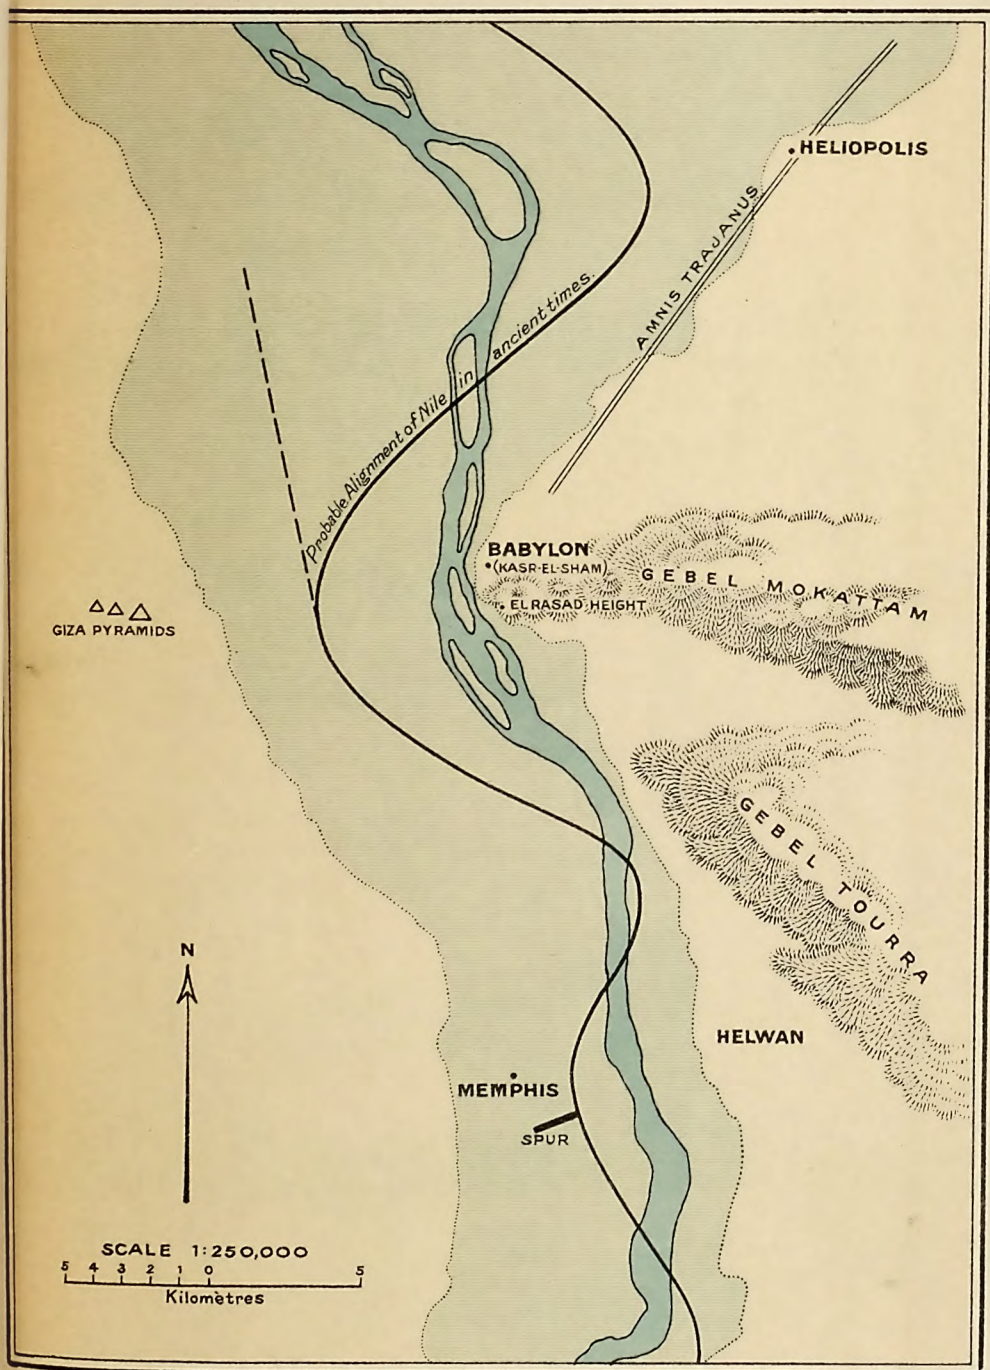 HELIOPOLIS
AMNIS TRAJANUS
Probable Alignment of Nile in ancient times.
BABYLON
(KASR-EL-SHAM)
GEBEL MOKATTAM
EL RASAD HEIGHT
GIZA PYRAMIDS
GEBEL TOURRA
N
HELWAN
MEMPHIS
SPUR
SCALE 1:250,000
5 4 3 2 1 0 5
Kilomètres